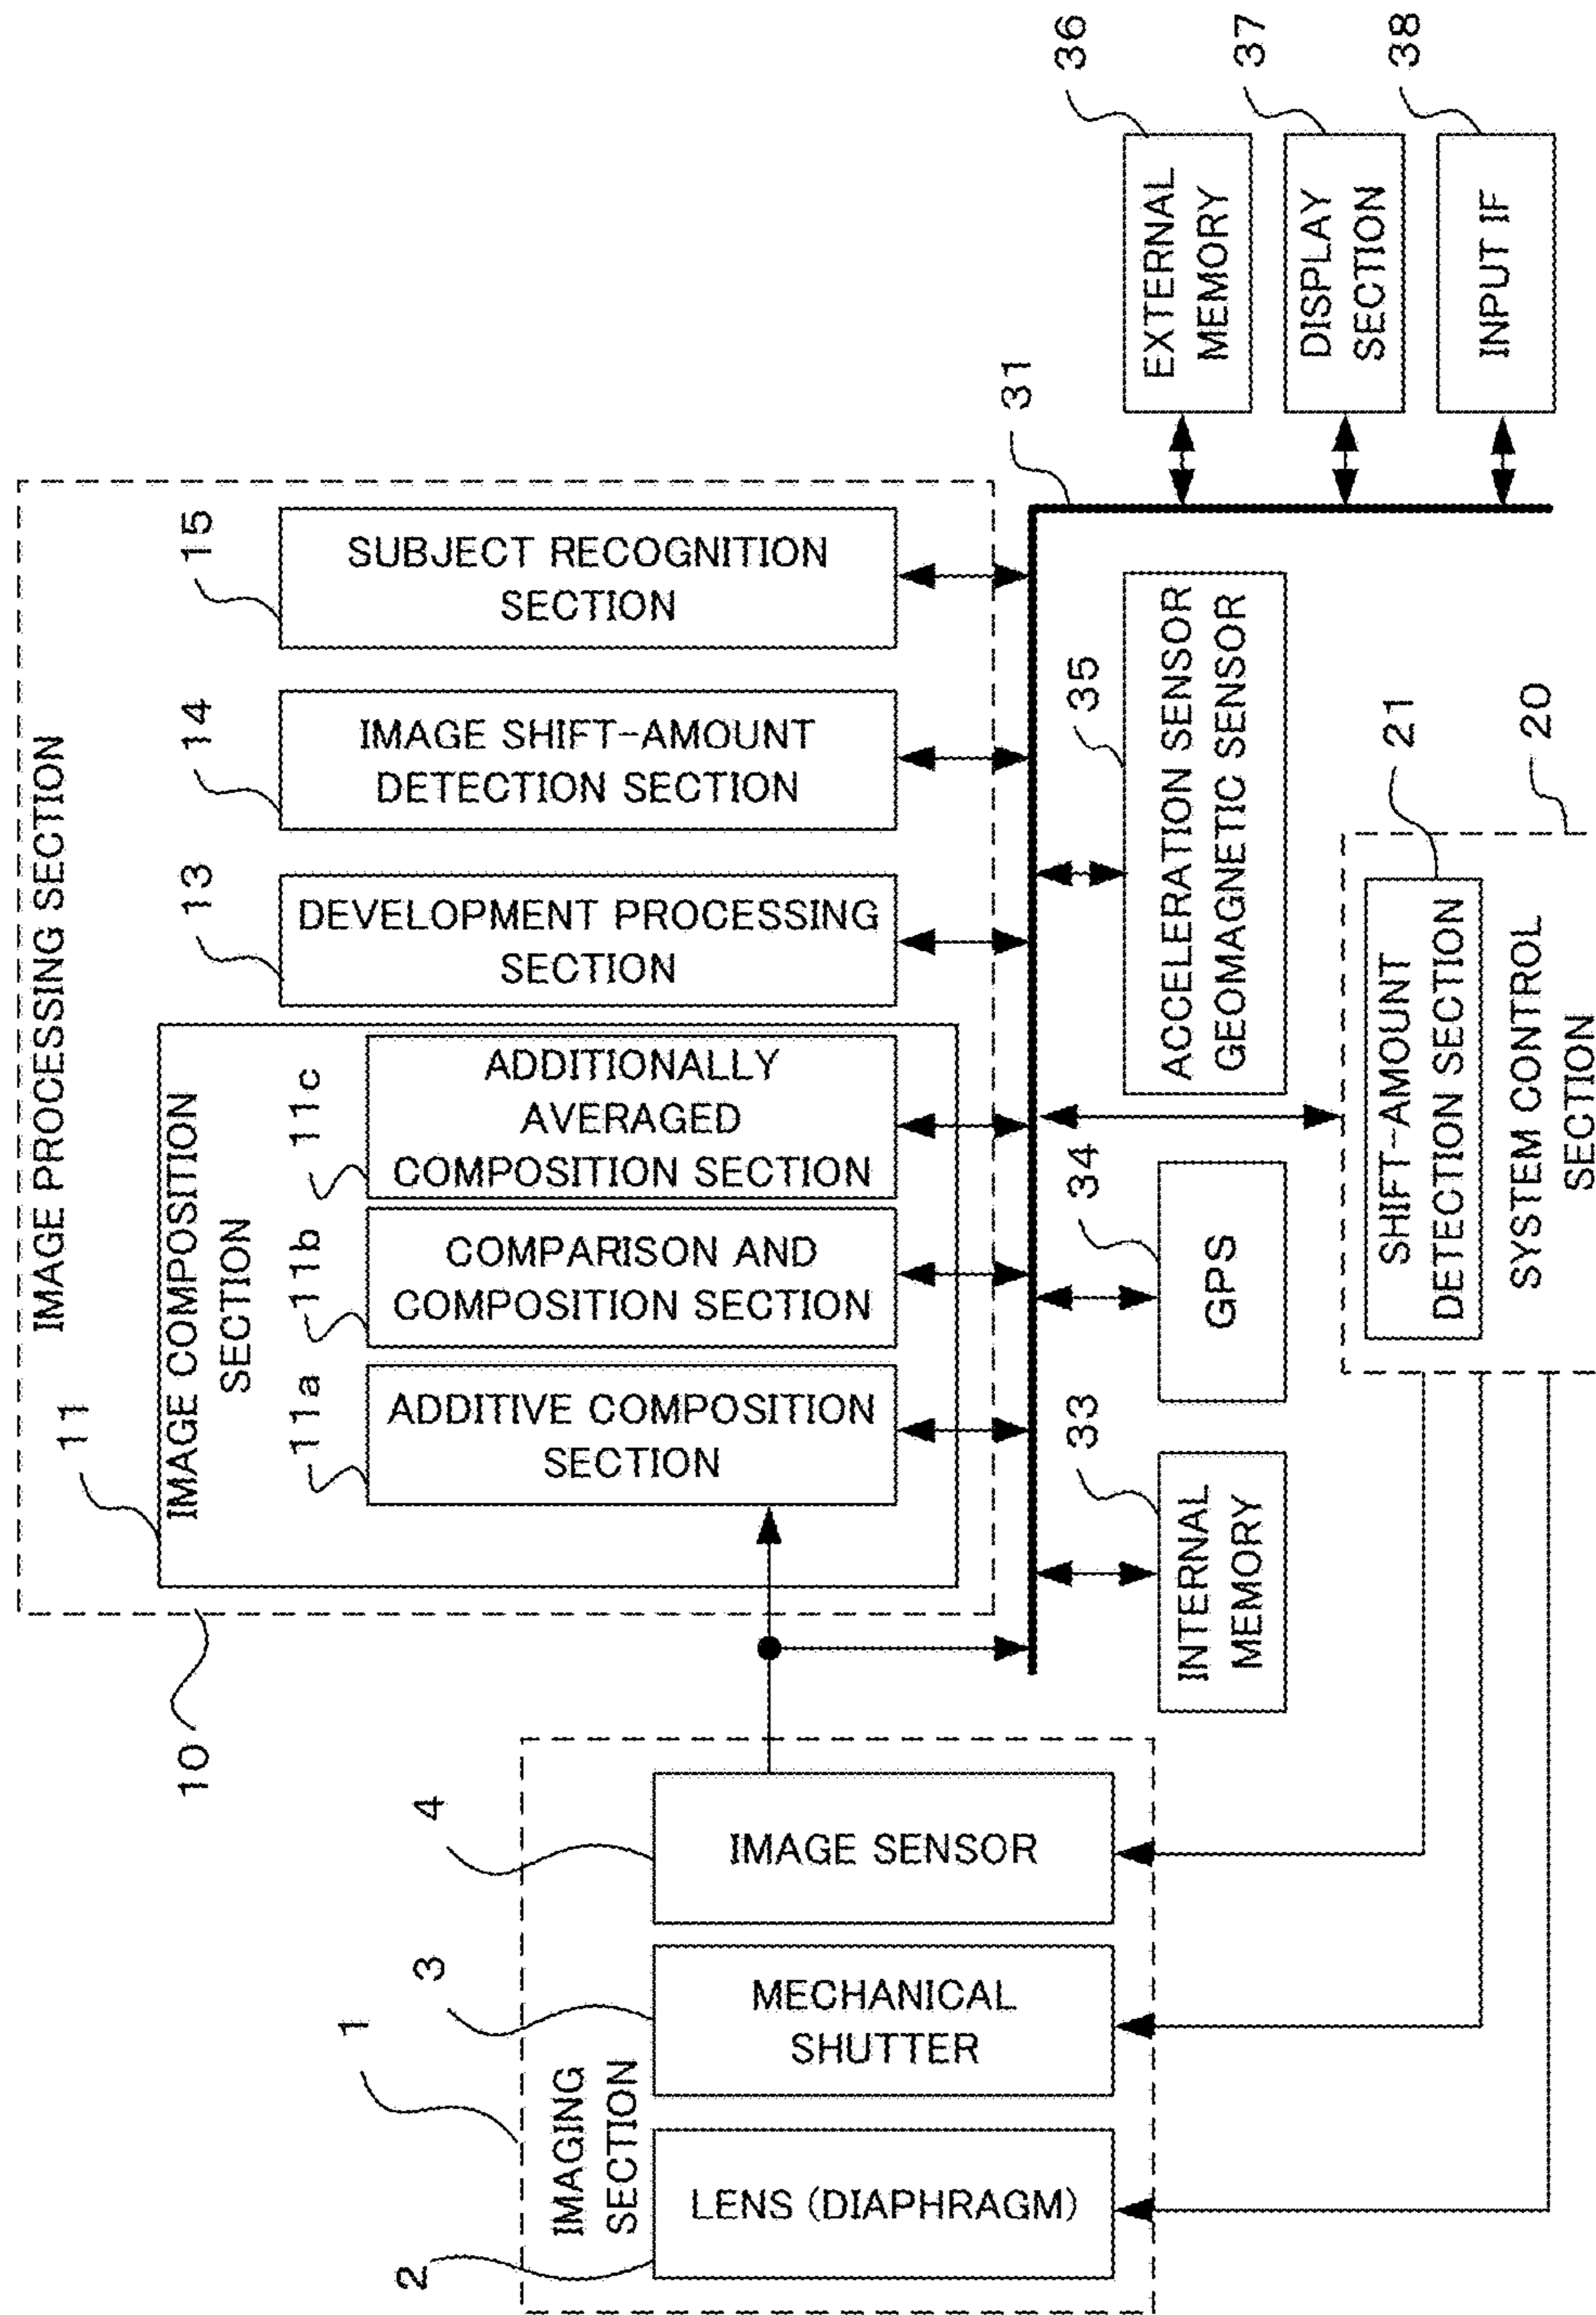 IMAGE PROCESSING SECTION
10
11
IMAGE COMPOSITION
SECTION
11a
ADDITIVE COMPOSITION
SECTION
11b
COMPARISON AND
COMPOSITION SECTION
11c
ADDITIONALLY
AVERAGED
COMPOSITION SECTION
13
DEVELOPMENT PROCESSING
SECTION
14
IMAGE SHIFT-AMOUNT
DETECTION SECTION
15
SUBJECT RECOGNITION
SECTION
1
IMAGING
SECTION
2
LENS (DIAPHRAGM)
3
MECHANICAL
SHUTTER
4
IMAGE SENSOR
31
33
INTERNAL
MEMORY
34
GPS
35
ACCELERATION SENSOR
GEOMAGNETIC SENSOR
36
EXTERNAL
MEMORY
37
DISPLAY
SECTION
38
INPUT IF
21
SHIFT-AMOUNT
DETECTION SECTION
20
SYSTEM CONTROL
SECTION